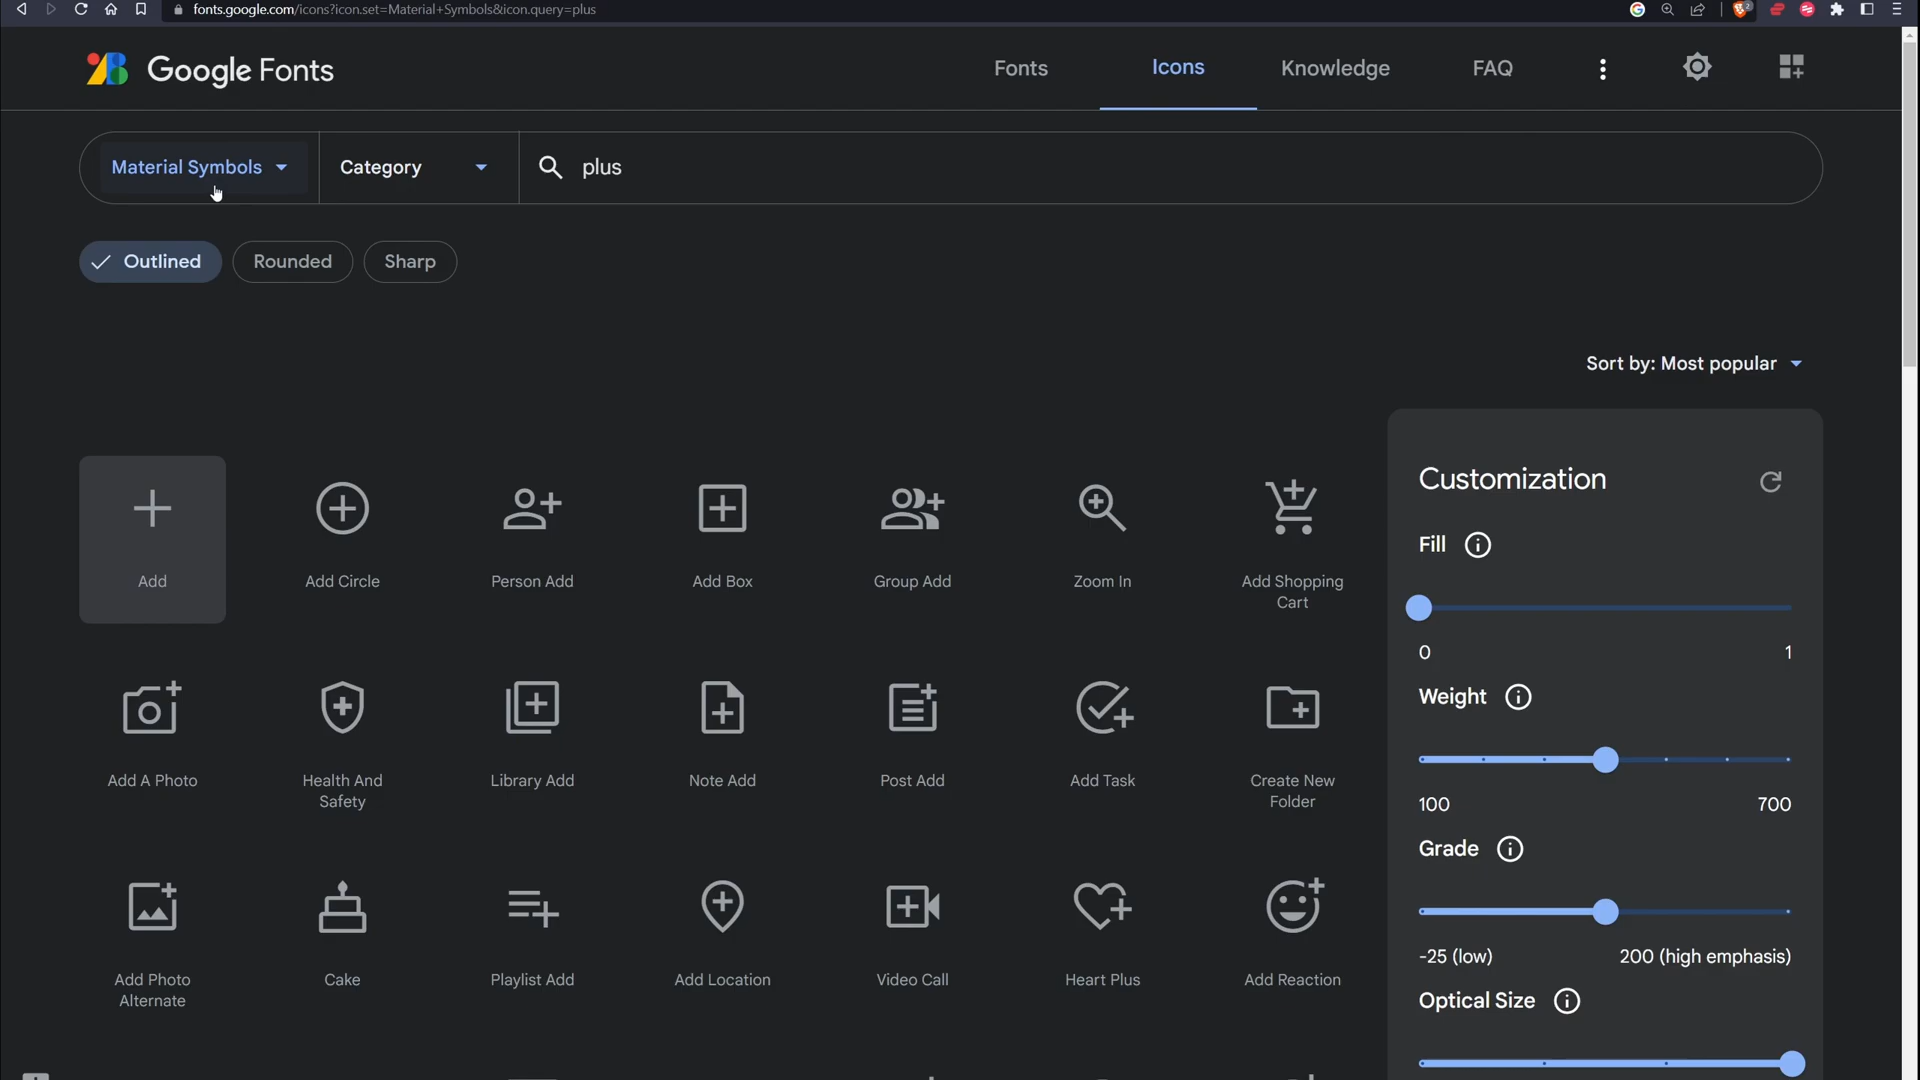 fonts.google.com/icons?icon.set=Material+Symbols&icon.query=plus
2
Google Fonts
Fonts
Icons
Knowledge
FAQ
Material Symbols
Category
plus
Outlined
Rounded
Sharp
Sort by: Most popular
Add
Add Circle
Person Add
Add Box
Group Add
Zoom In
Add Shopping
Cart
Add A Photo
Health And
Safety
Library Add
Note Add
Post Add
Add Task
Create New
Folder
Add Photo
Alternate
Cake
Playlist Add
Add Location
Video Call
Heart Plus
Add Reaction
Customization
Fill
0 1
Weight
100 700
Grade
-25 (low) 200 (high emphasis)
Optical Size